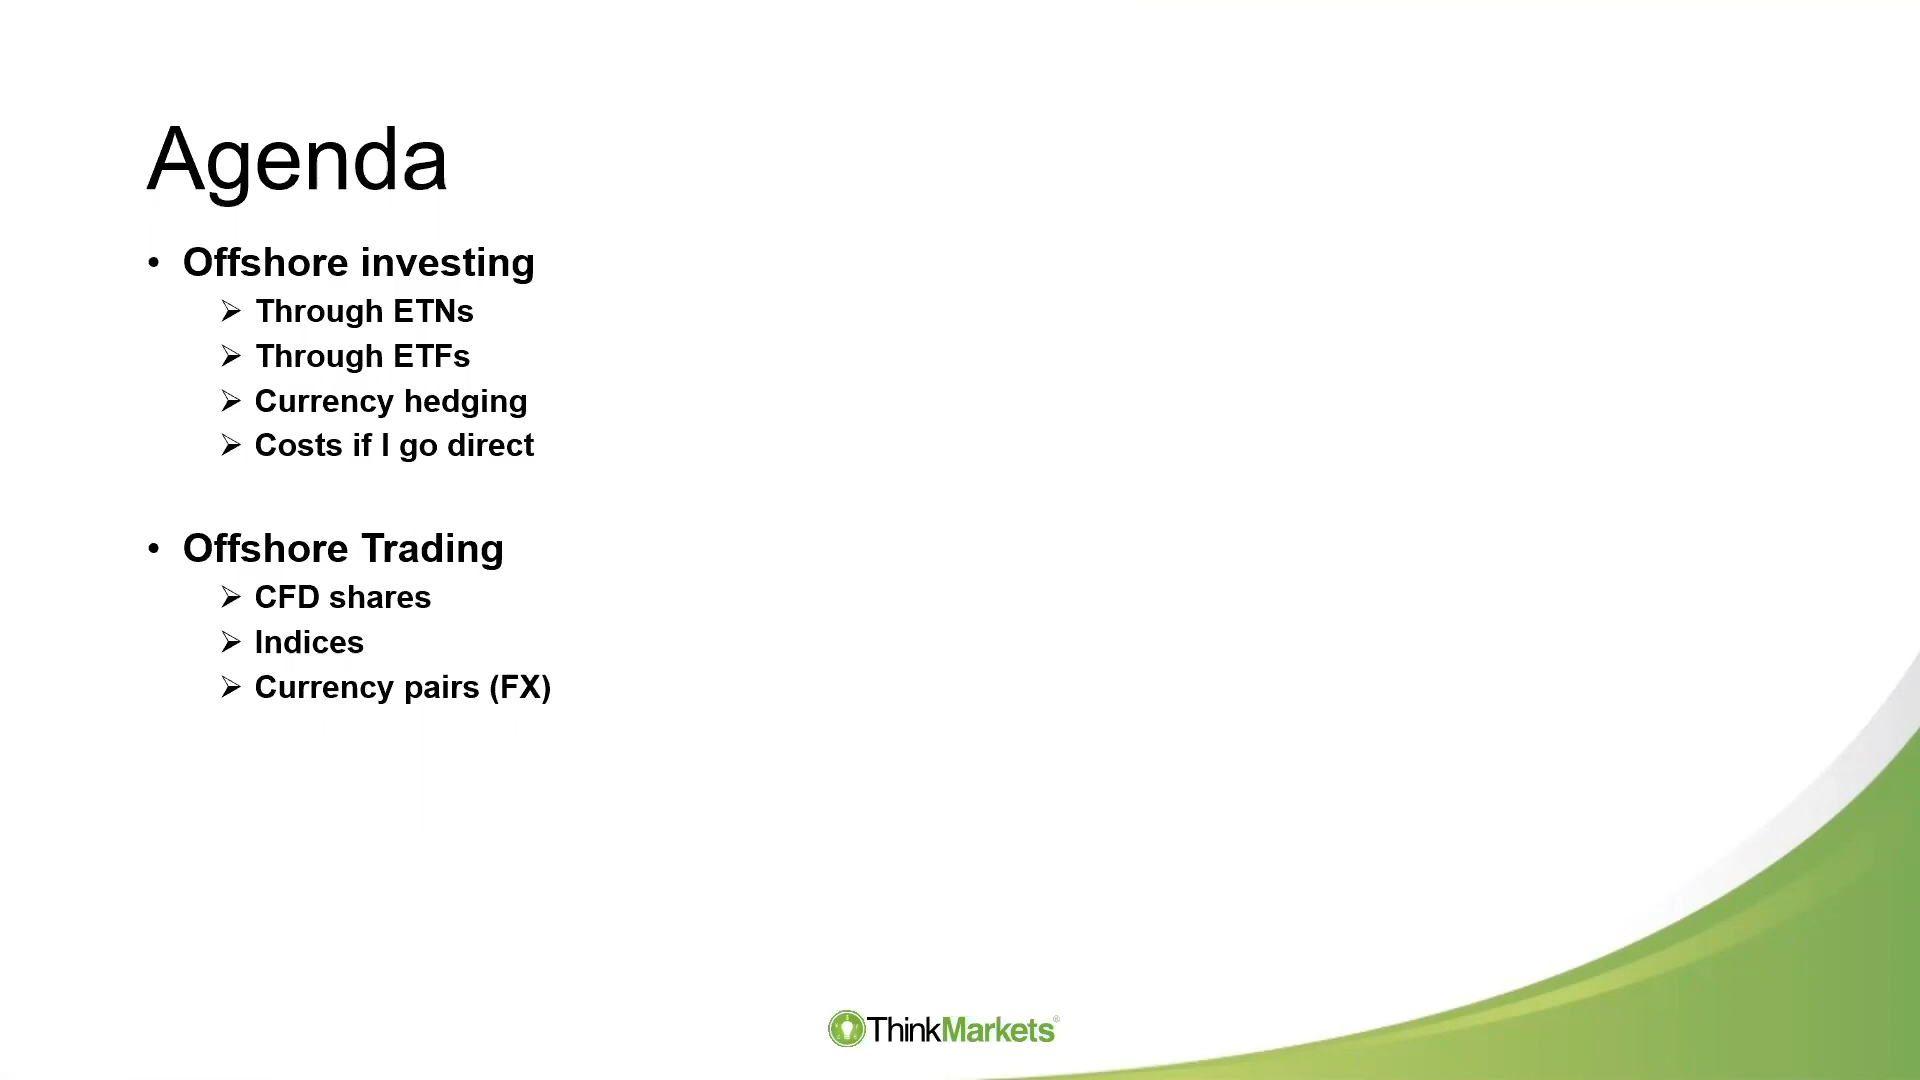 Agenda
• Offshore investing
➢ Through ETNs
➢ Through ETFs
➢ Currency hedging
➢ Costs if I go direct
• Offshore Trading
➢ CFD shares
➢ Indices
➢ Currency pairs (FX)
ThinkMarkets®